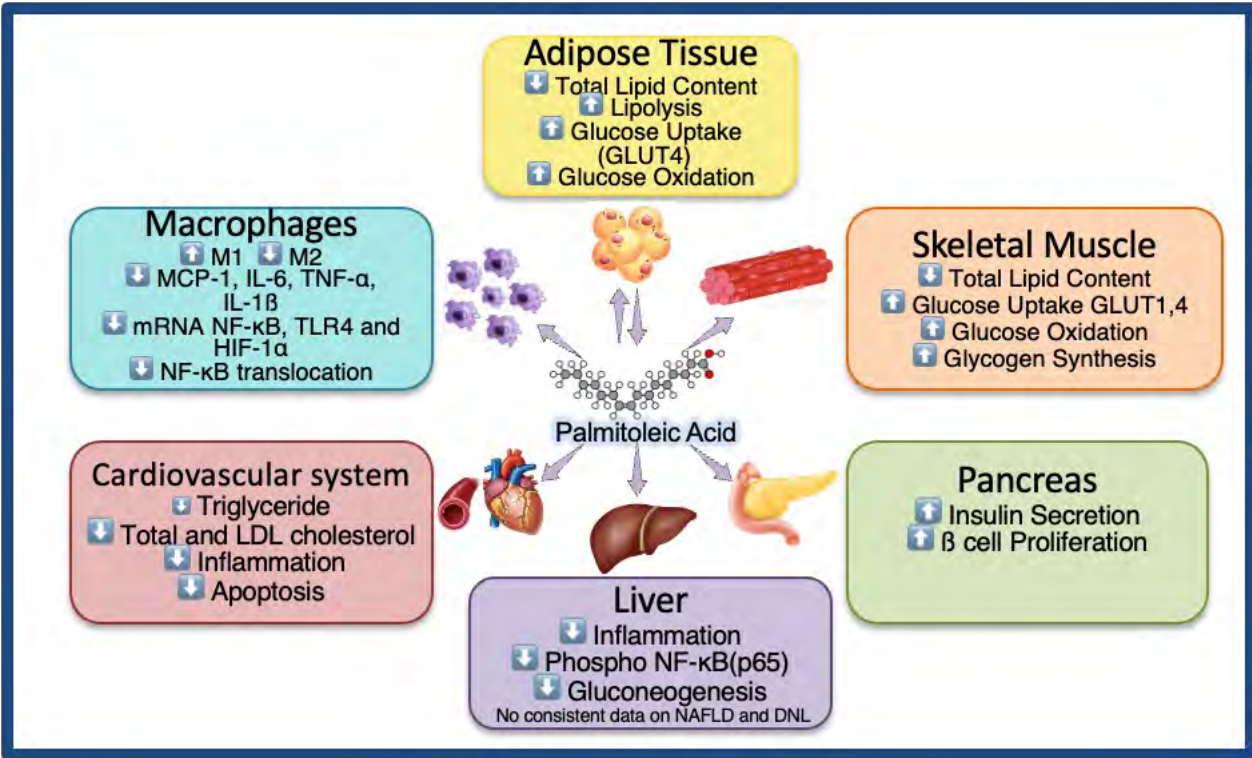 Adipose Tissue
⬇ Total Lipid Content
⬆ Lipolysis
⬆ Glucose Uptake
(GLUT4)
⬆ Glucose Oxidation
Macrophages
⬆ M1 ⬇ M2
⬇ MCP-1, IL-6, TNF-α,
IL-1ß
⬇ mRNA NF-κB, TLR4 and
HIF-1α
⬇ NF-κB translocation
Skeletal Muscle
⬇ Total Lipid Content
⬆ Glucose Uptake GLUT1,4
⬆ Glucose Oxidation
⬆ Glycogen Synthesis
Palmitoleic Acid
Cardiovascular system
⬇ Triglyceride
⬇ Total and LDL cholesterol
⬇ Inflammation
⬇ Apoptosis
Pancreas
⬆ Insulin Secretion
⬆ ß cell Proliferation
Liver
⬇ Inflammation
⬇ Phospho NF-κB(p65)
⬇ Gluconeogenesis
No consistent data on NAFLD and DNL